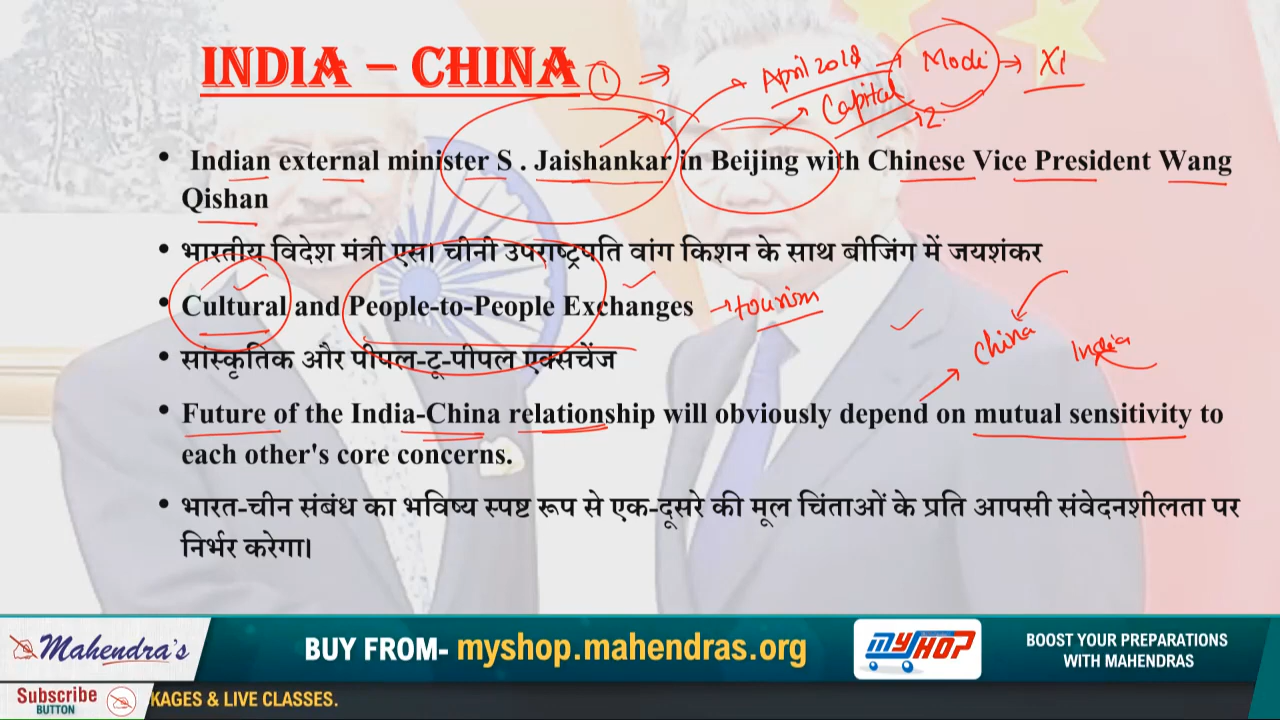 INDIA – CHINA
① ⇒
April 2018 → Modi → XI
Capital
2
2.
• Indian external minister S . Jaishankar in Beijing with Chinese Vice President Wang
Qishan
• भारतीय विदेश मंत्री एस। चीनी उपराष्ट्रपति वांग किशन के साथ बीजिंग में जयशंकर
• Cultural and People-to-People Exchanges → tourism
• सांस्कृतिक और पीपल-टू-पीपल एक्सचेंज
China
India
• Future of the India-China relationship will obviously depend on mutual sensitivity to
each other's core concerns.
• भारत-चीन संबंध का भविष्य स्पष्ट रूप से एक-दूसरे की मूल चिंताओं के प्रति आपसी संवेदनशीलता पर
निर्भर करेगा।
Mahendra's
BUY FROM- myshop.mahendras.org
MYSHOP
BOOST YOUR PREPARATIONS
WITH MAHENDRAS
Subscribe
BUTTON
KAGES & LIVE CLASSES.